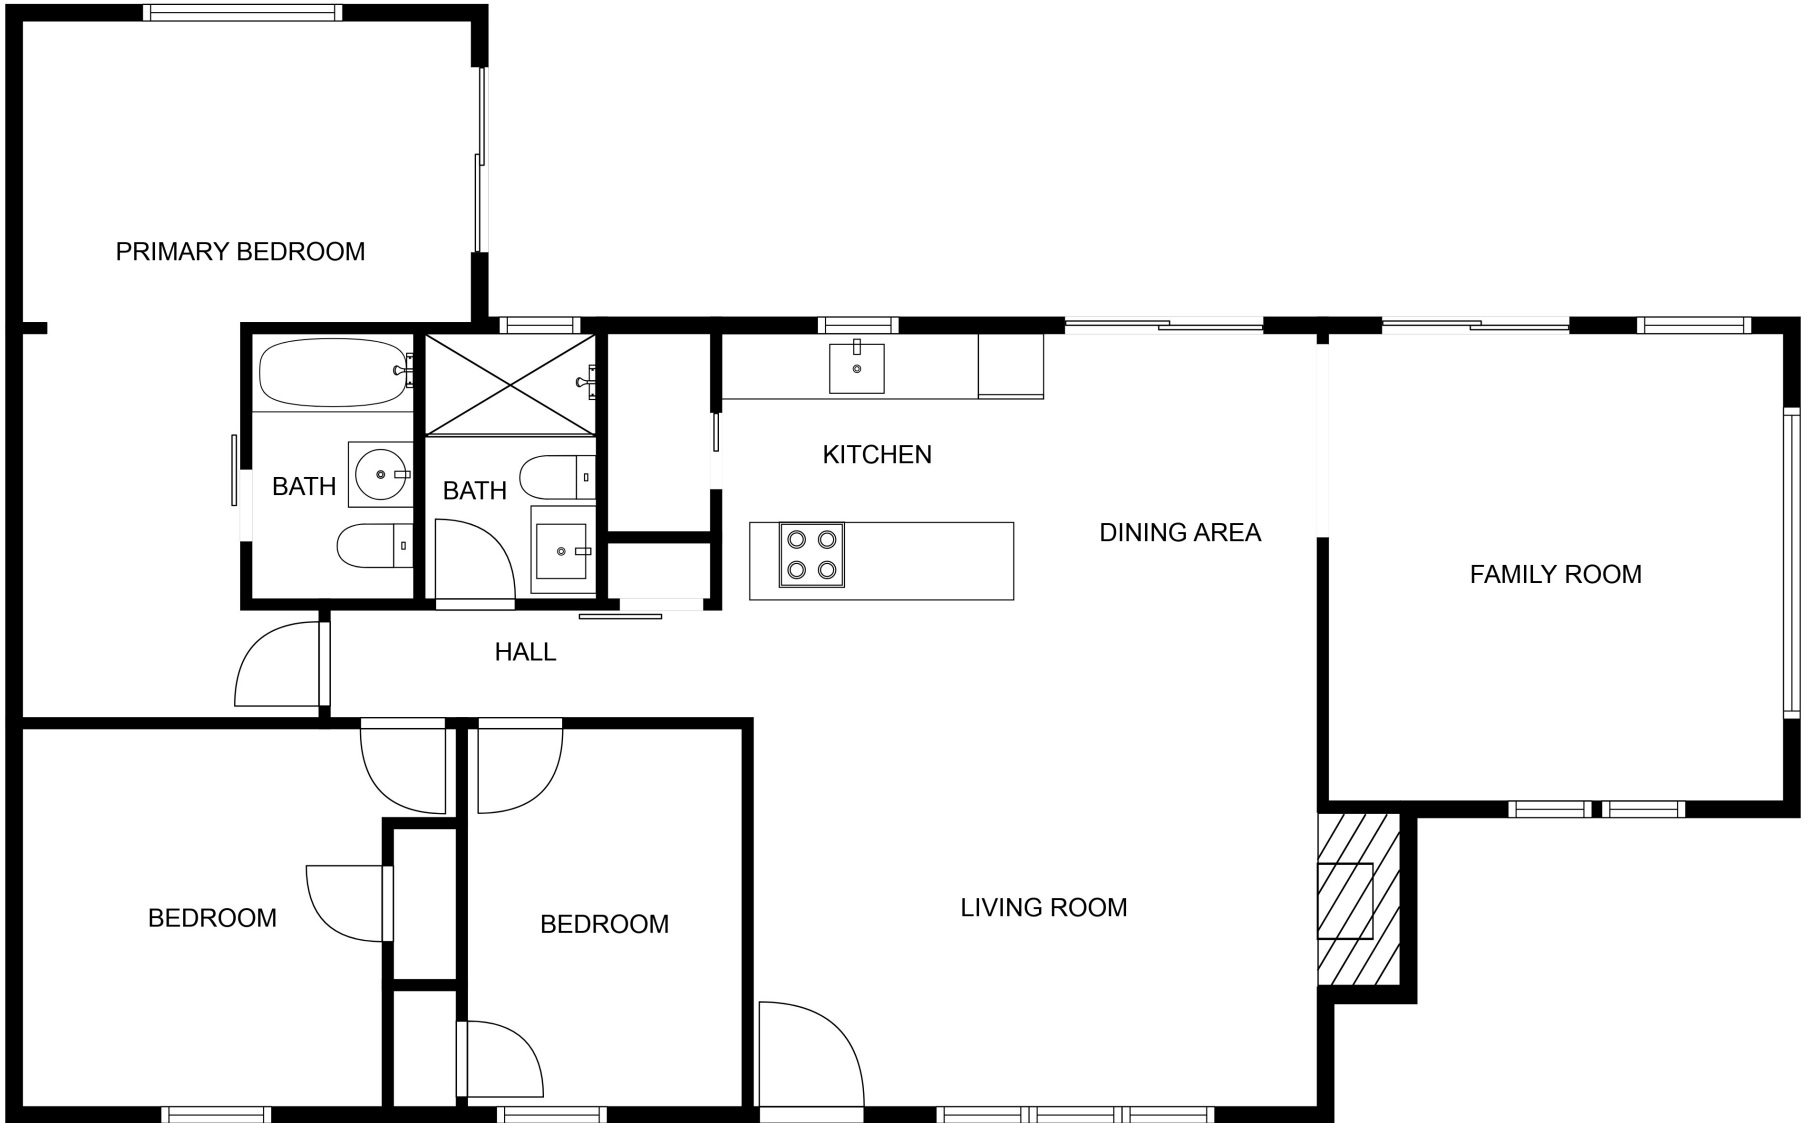 PRIMARY BEDROOM
KITCHEN
BATH
BATH
DINING AREA
FAMILY ROOM
HALL
LIVING ROOM
BEDROOM
BEDROOM